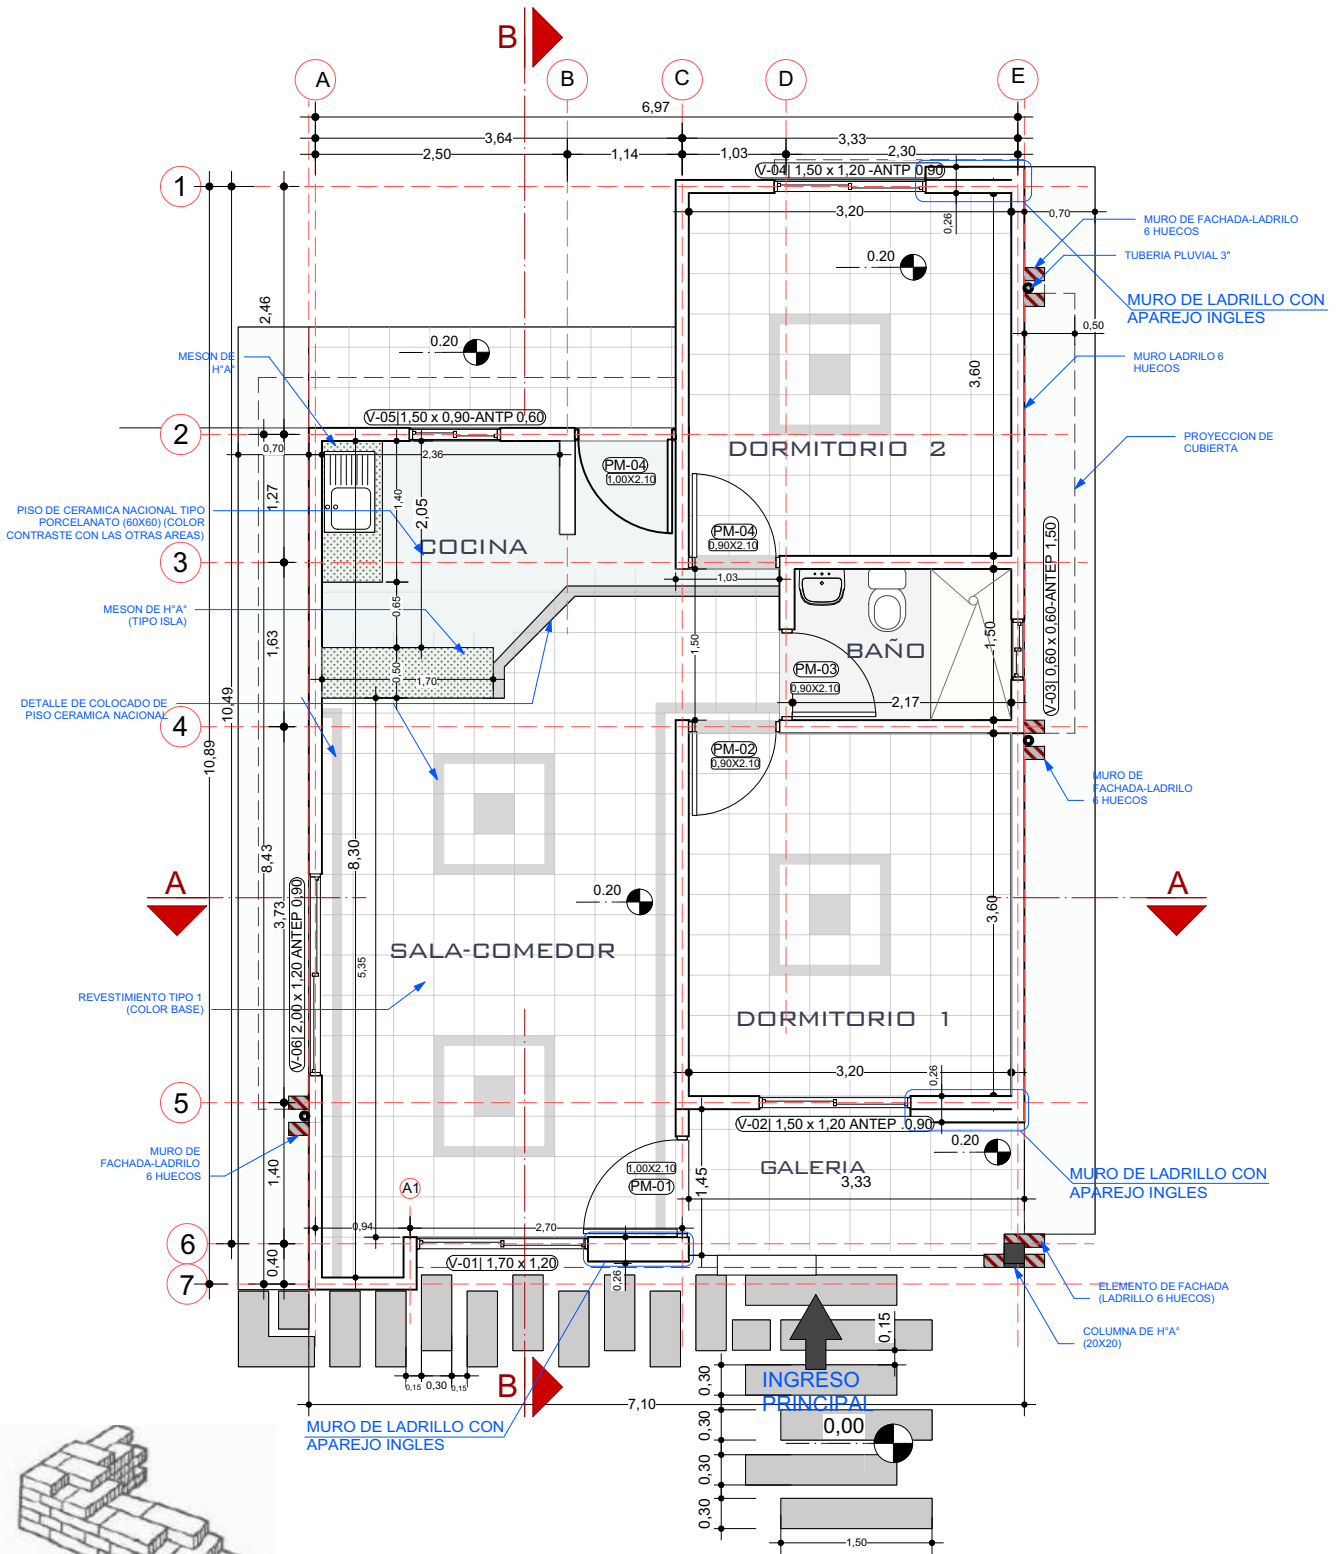 B
A
B
C
D
E
6,97
3,64
3,33
2,50
1,14
1,03
2,30
1
V-04| 1,50 x 1,20 -ANTP 0,90
3,20
0,26
0,70
MURO DE FACHADA-LADRILO
6 HUECOS
TUBERIA PLUVIAL 3"
0.20
MURO DE LADRILLO CON
APAREJO INGLES
2,46
0,50
0.20
MESON DE
H°A°
MURO LADRILO 6
HUECOS
3,60
V-05|1,50 x 0,90-ANTP 0,60
2
0,70
2,36
DORMITORIO 2
PROYECCION DE
CUBIERTA
PM-04
1,00X2.10
1,27
1,40
2,05
PISO DE CERAMICA NACIONAL TIPO
PORCELANATO (60X60) (COLOR
CONTRASTE CON LAS OTRAS AREAS)
COCINA
PM-04
0,90X2.10
3
1,03
V-03| 0,60 x 0,60-ANTEP 1,50
MESON DE H°A°
(TIPO ISLA)
0,65
1,63
1,50
1,50
BAÑO
PM-03
0,90X2.10
0,50
1,70
2,17
DETALLE DE COLOCADO DE
PISO CERAMICA NACIONAL
10,49
4
10,89
PM-02
0,90X2.10
MURO DE
FACHADA-LADRILO
6 HUECOS
8,43
8,30
A
A
0.20
3,73
3,60
V-06| 2,00 x 1,20 ANTEP 0,90
SALA-COMEDOR
5,35
REVESTIMIENTO TIPO 1
(COLOR BASE)
DORMITORIO 1
3,20
0,26
5
V-02| 1,50 x 1,20 ANTEP .0,90
0.20
MURO DE
FACHADA-LADRILO
6 HUECOS
1,40
1,00X2.10
PM-01
1,45
GALERIA
3,33
MURO DE LADRILLO CON
APAREJO INGLES
A1
0,94
2,70
6
V-01| 1,70 x 1,20
0,40
0,26
7
ELEMENTO DE FACHADA
(LADRILLO 6 HUECOS)
COLUMNA DE H°A°
(20X20)
0,15
0,15
0,30
0,15
B
0,30
INGRESO
PRINCIPAL
7,10
MURO DE LADRILLO CON
APAREJO INGLES
0,30
0,00
0,30
0,30
1,50